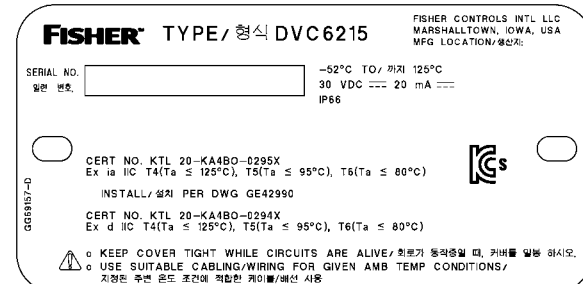 FISHER® TYPE/형식 DVC6215
FISHER CONTROLS INTL LLC
MARSHALLTOWN, IOWA, USA
MFG LOCATION/생산지:
SERIAL NO.
일련 번호.
-52°C TO/ 까지 125°C
30 VDC ⎓ 20 mA ⎓
IP66
CERT NO. KTL 20-KA4BO-0295X
Ex ia IIC T4(Ta ≤ 125°C), T5(Ta ≤ 95°C), T6(Ta ≤ 80°C)
INSTALL/ 설치 PER DWG GE42990
CERT NO. KTL 20-KA4BO-0294X
Ex d IIC T4(Ta ≤ 125°C), T5(Ta ≤ 95°C), T6(Ta ≤ 80°C)
KCs
GG69157-D
o KEEP COVER TIGHT WHILE CIRCUITS ARE ALIVE/ 회로가 동작중일 때, 커버를 밀봉 하시오.
o USE SUITABLE CABLING/WIRING FOR GIVEN AMB TEMP CONDITIONS/
지정된 주변 온도 조건에 적합한 케이블/배선 사용